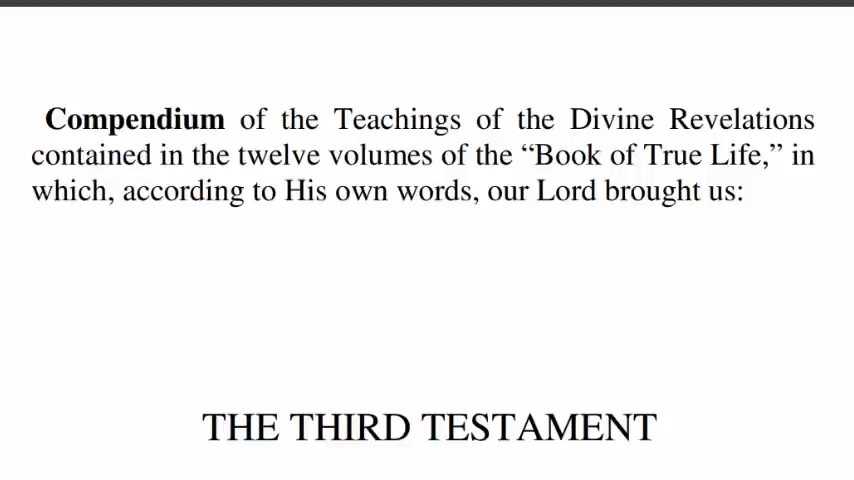 Compendium of the Teachings of the Divine Revelations
contained in the twelve volumes of the “Book of True Life,” in
which, according to His own words, our Lord brought us:
THE THIRD TESTAMENT